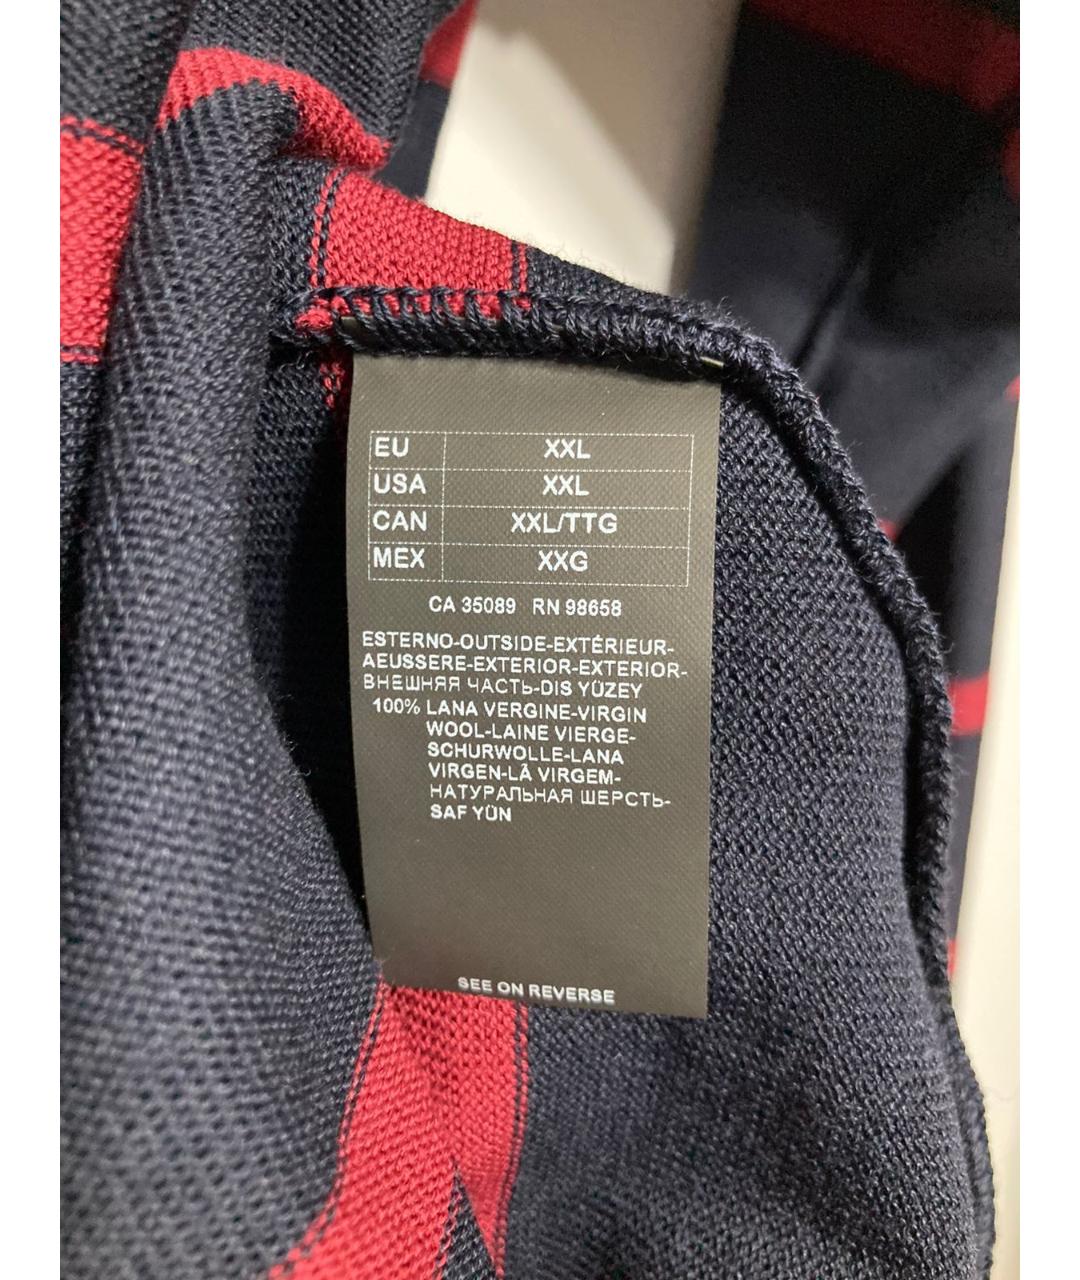 EU XXL
USA XXL
CAN XXL/TTG
MEX XXG
CA 35089 RN 98658
ESTERNO-OUTSIDE-EXTÉRIEUR-
AEUSSERE-EXTERIOR-EXTERIOR-
ВНЕШНЯЯ ЧАСТЬ-DIS YÜZEY
100% LANA VERGINE-VIRGIN
WOOL-LAINE VIERGE-
SCHURWOLLE-LANA
VIRGEN-LÃ VIRGEM-
НАТУРАЛЬНАЯ ШЕРСТЬ-
SAF YÜN
SEE ON REVERSE